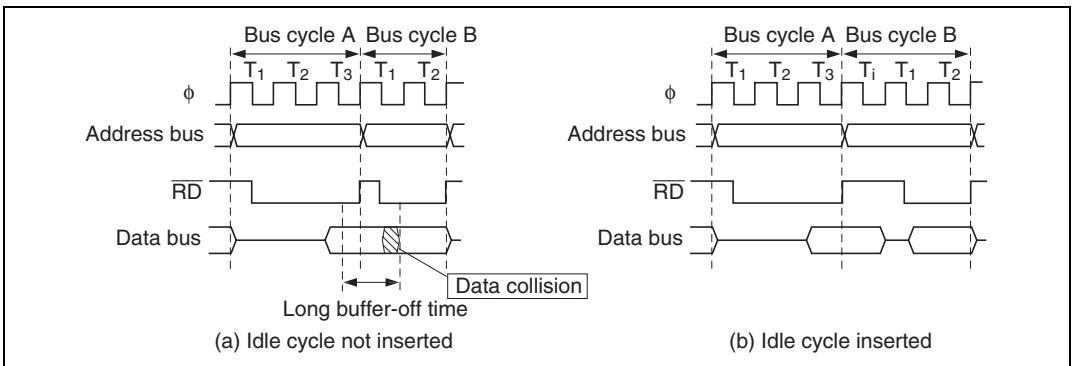 Bus cycle A Bus cycle B
T1 T2 T3 T1 T2
φ
Address bus
RD
Data bus
Data collision
Long buffer-off time
(a) Idle cycle not inserted
Bus cycle A Bus cycle B
T1 T2 T3 Ti T1 T2
φ
Address bus
RD
Data bus
(b) Idle cycle inserted